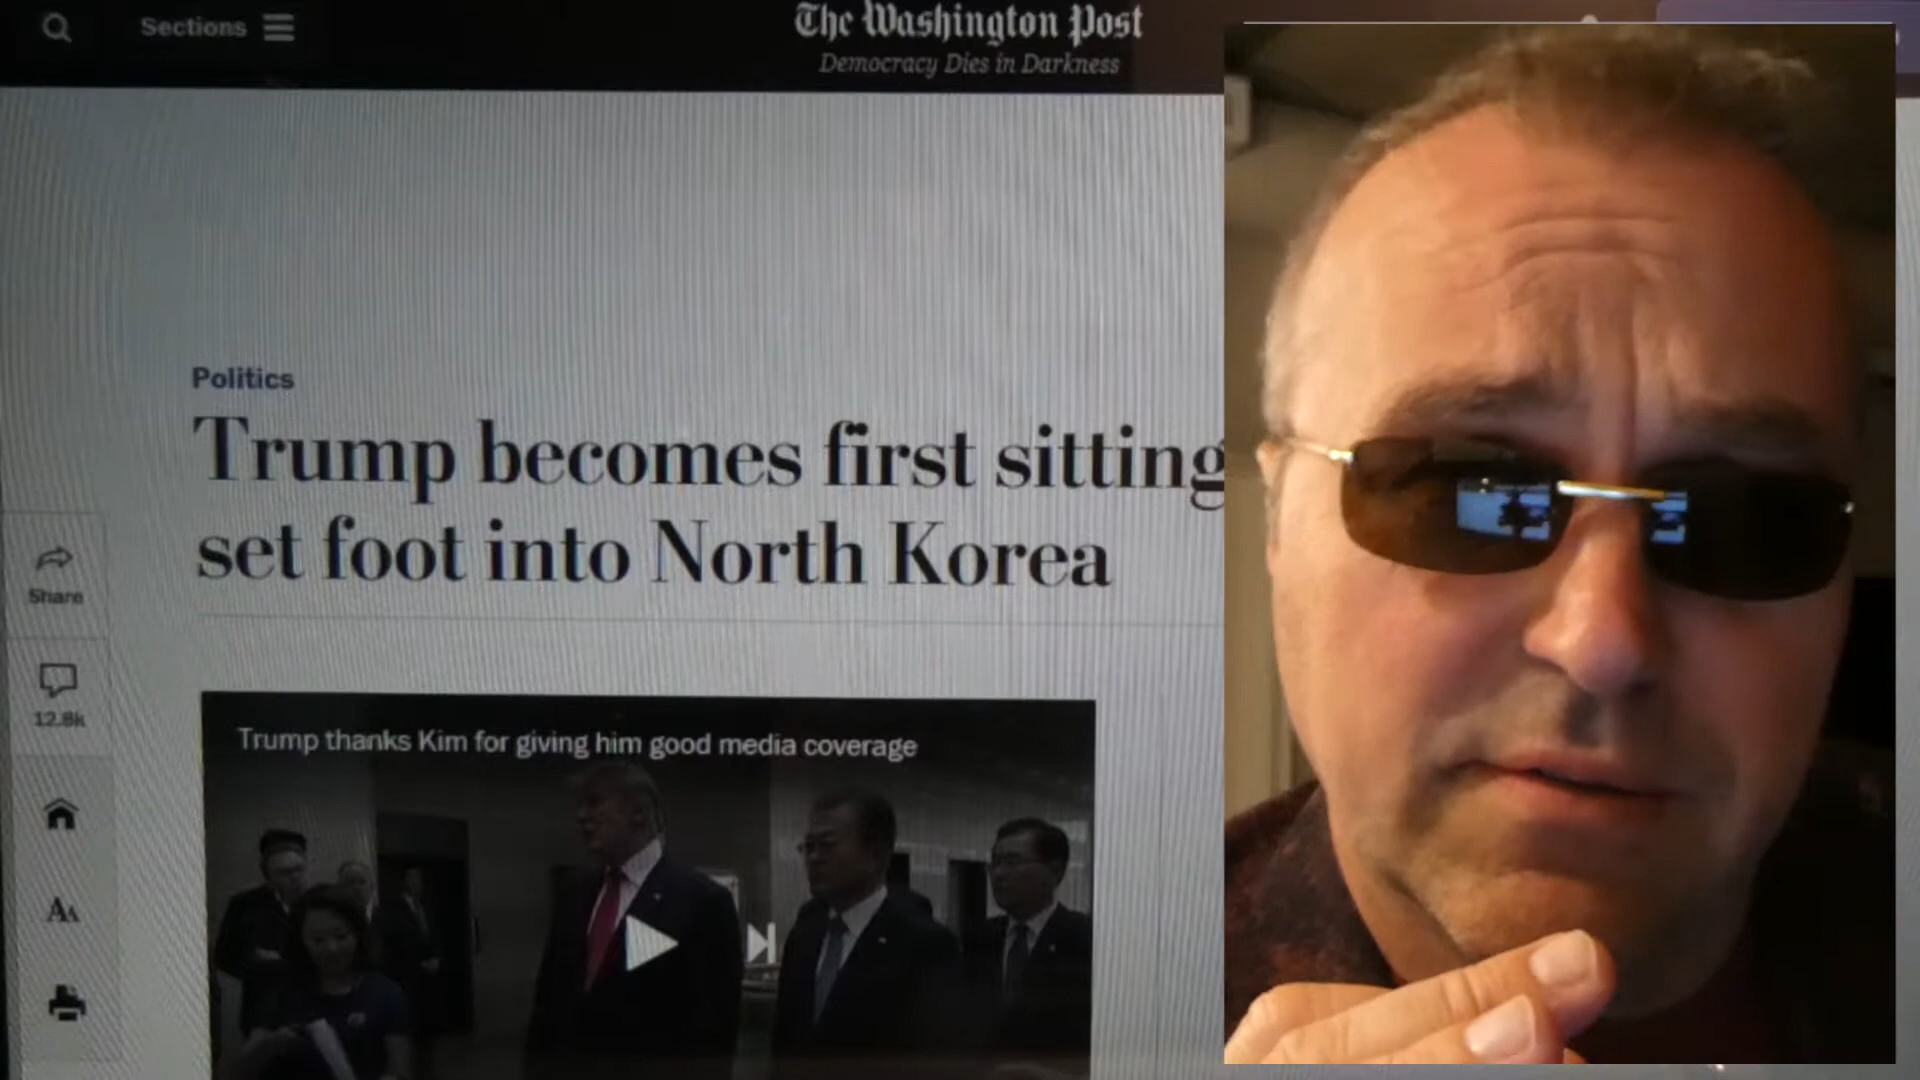 Sections
The Washington Post
Democracy Dies in Darkness
Politics
Trump becomes first sitting
set foot into North Korea
Share
12.8k
Trump thanks Kim for giving him good media coverage
AA